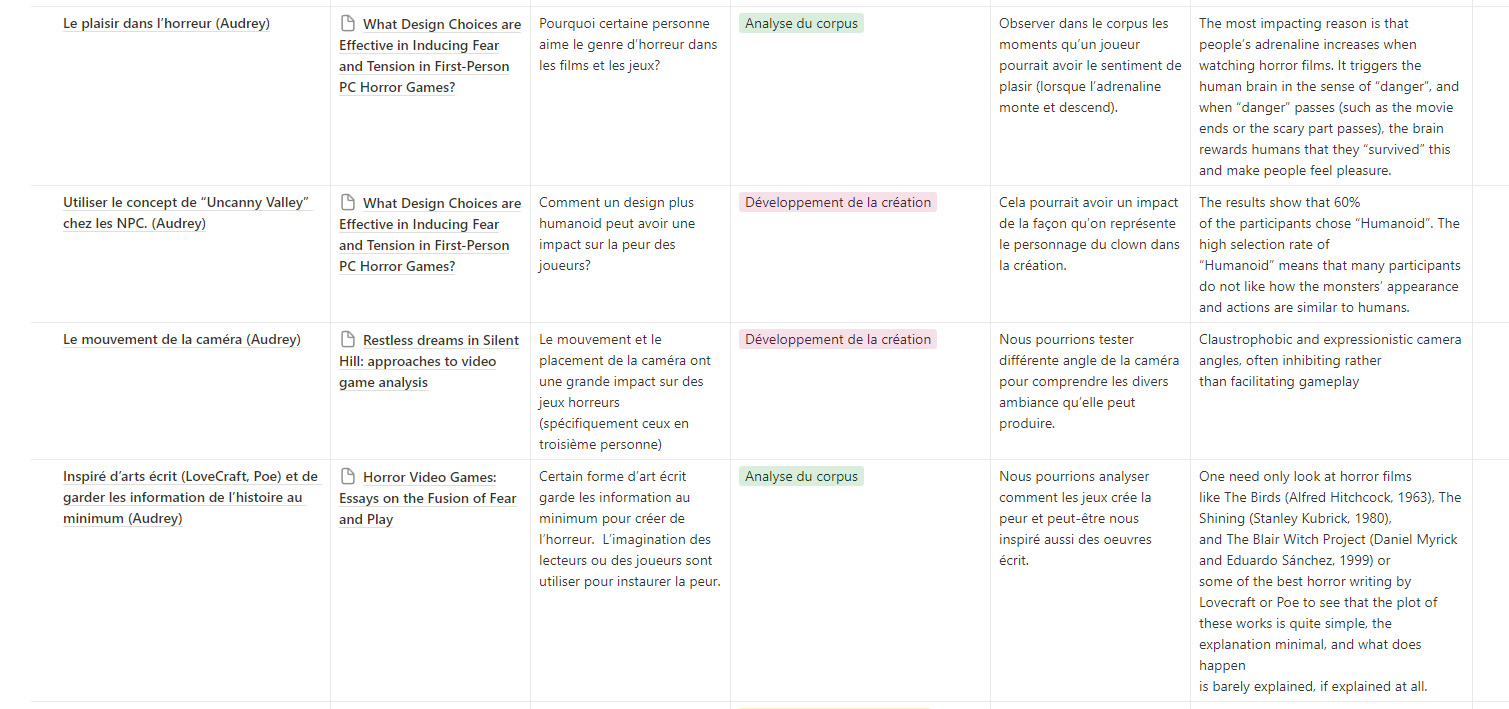 Le plaisir dans l’horreur (Audrey)
What Design Choices are
Effective in Inducing Fear
and Tension in First-Person
PC Horror Games?
Pourquoi certaine personne
aime le genre d’horreur dans
les films et les jeux?
Analyse du corpus
Observer dans le corpus les
moments qu’un joueur
pourrait avoir le sentiment de
plasir (lorsque l’adrenaline
monte et descend).
The most impacting reason is that
people’s adrenaline increases when
watching horror films. It triggers the
human brain in the sense of “danger”, and
when “danger” passes (such as the movie
ends or the scary part passes), the brain
rewards humans that they “survived” this
and make people feel pleasure.
Utiliser le concept de “Uncanny Valley”
chez les NPC. (Audrey)
What Design Choices are
Effective in Inducing Fear
and Tension in First-Person
PC Horror Games?
Comment un design plus
humanoid peut avoir une
impact sur la peur des
joueurs?
Développement de la création
Cela pourrait avoir un impact
de la façon qu’on représente
le personnage du clown dans
la création.
The results show that 60%
of the participants chose “Humanoid”. The
high selection rate of
“Humanoid” means that many participants
do not like how the monsters’ appearance
and actions are similar to humans.
Le mouvement de la caméra (Audrey)
Restless dreams in Silent
Hill: approaches to video
game analysis
Le mouvement et le
placement de la caméra ont
une grande impact sur des
jeux horreurs
(spécifiquement ceux en
troisième personne)
Développement de la création
Nous pourrions tester
différente angle de la caméra
pour comprendre les divers
ambiance qu’elle peut
produire.
Claustrophobic and expressionistic camera
angles, often inhibiting rather
than facilitating gameplay
Inspiré d’arts écrit (LoveCraft, Poe) et de
garder les information de l’histoire au
minimum (Audrey)
Horror Video Games:
Essays on the Fusion of Fear
and Play
Certain forme d’art écrit
garde les information au
minimum pour créer de
l’horreur.  L’imagination des
lecteurs ou des joueurs sont
utiliser pour instaurer la peur.
Analyse du corpus
Nous pourrions analyser
comment les jeux crée la
peur et peut-être nous
inspiré aussi des oeuvres
écrit.
One need only look at horror films
like The Birds (Alfred Hitchcock, 1963), The
Shining (Stanley Kubrick, 1980),
and The Blair Witch Project (Daniel Myrick
and Eduardo Sánchez, 1999) or
some of the best horror writing by
Lovecraft or Poe to see that the plot of
these works is quite simple, the
explanation minimal, and what does
happen
is barely explained, if explained at all.